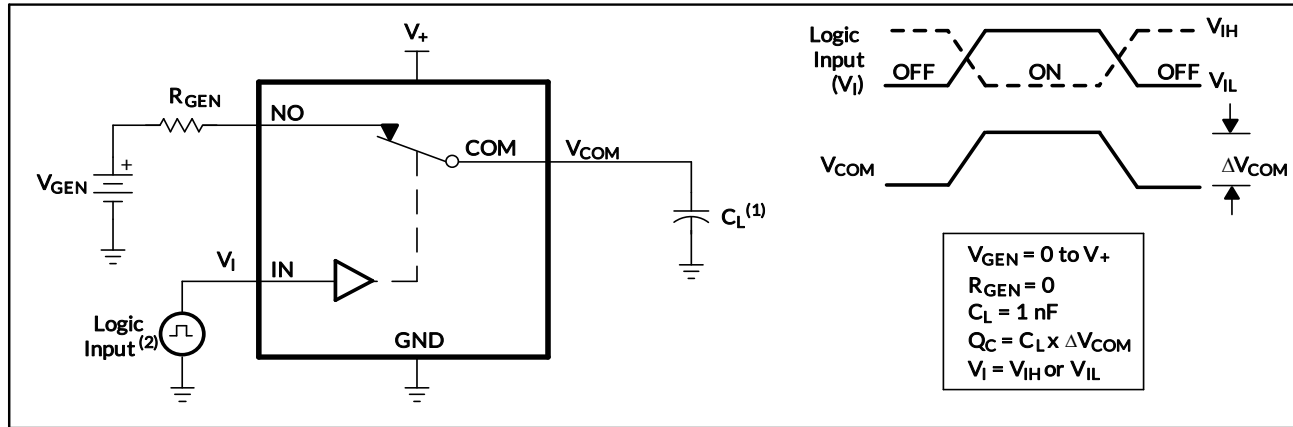 V+
RGEN
NO
COM
VCOM
VGEN
+
CL(1)
VI
IN
Logic
Input(2)
GND
Logic
Input
(VI)
OFF
ON
OFF
VIH
VIL
VCOM
ΔVCOM
VGEN = 0 to V+
RGEN = 0
CL = 1 nF
QC = CL x ΔVCOM
VI = VIH or VIL